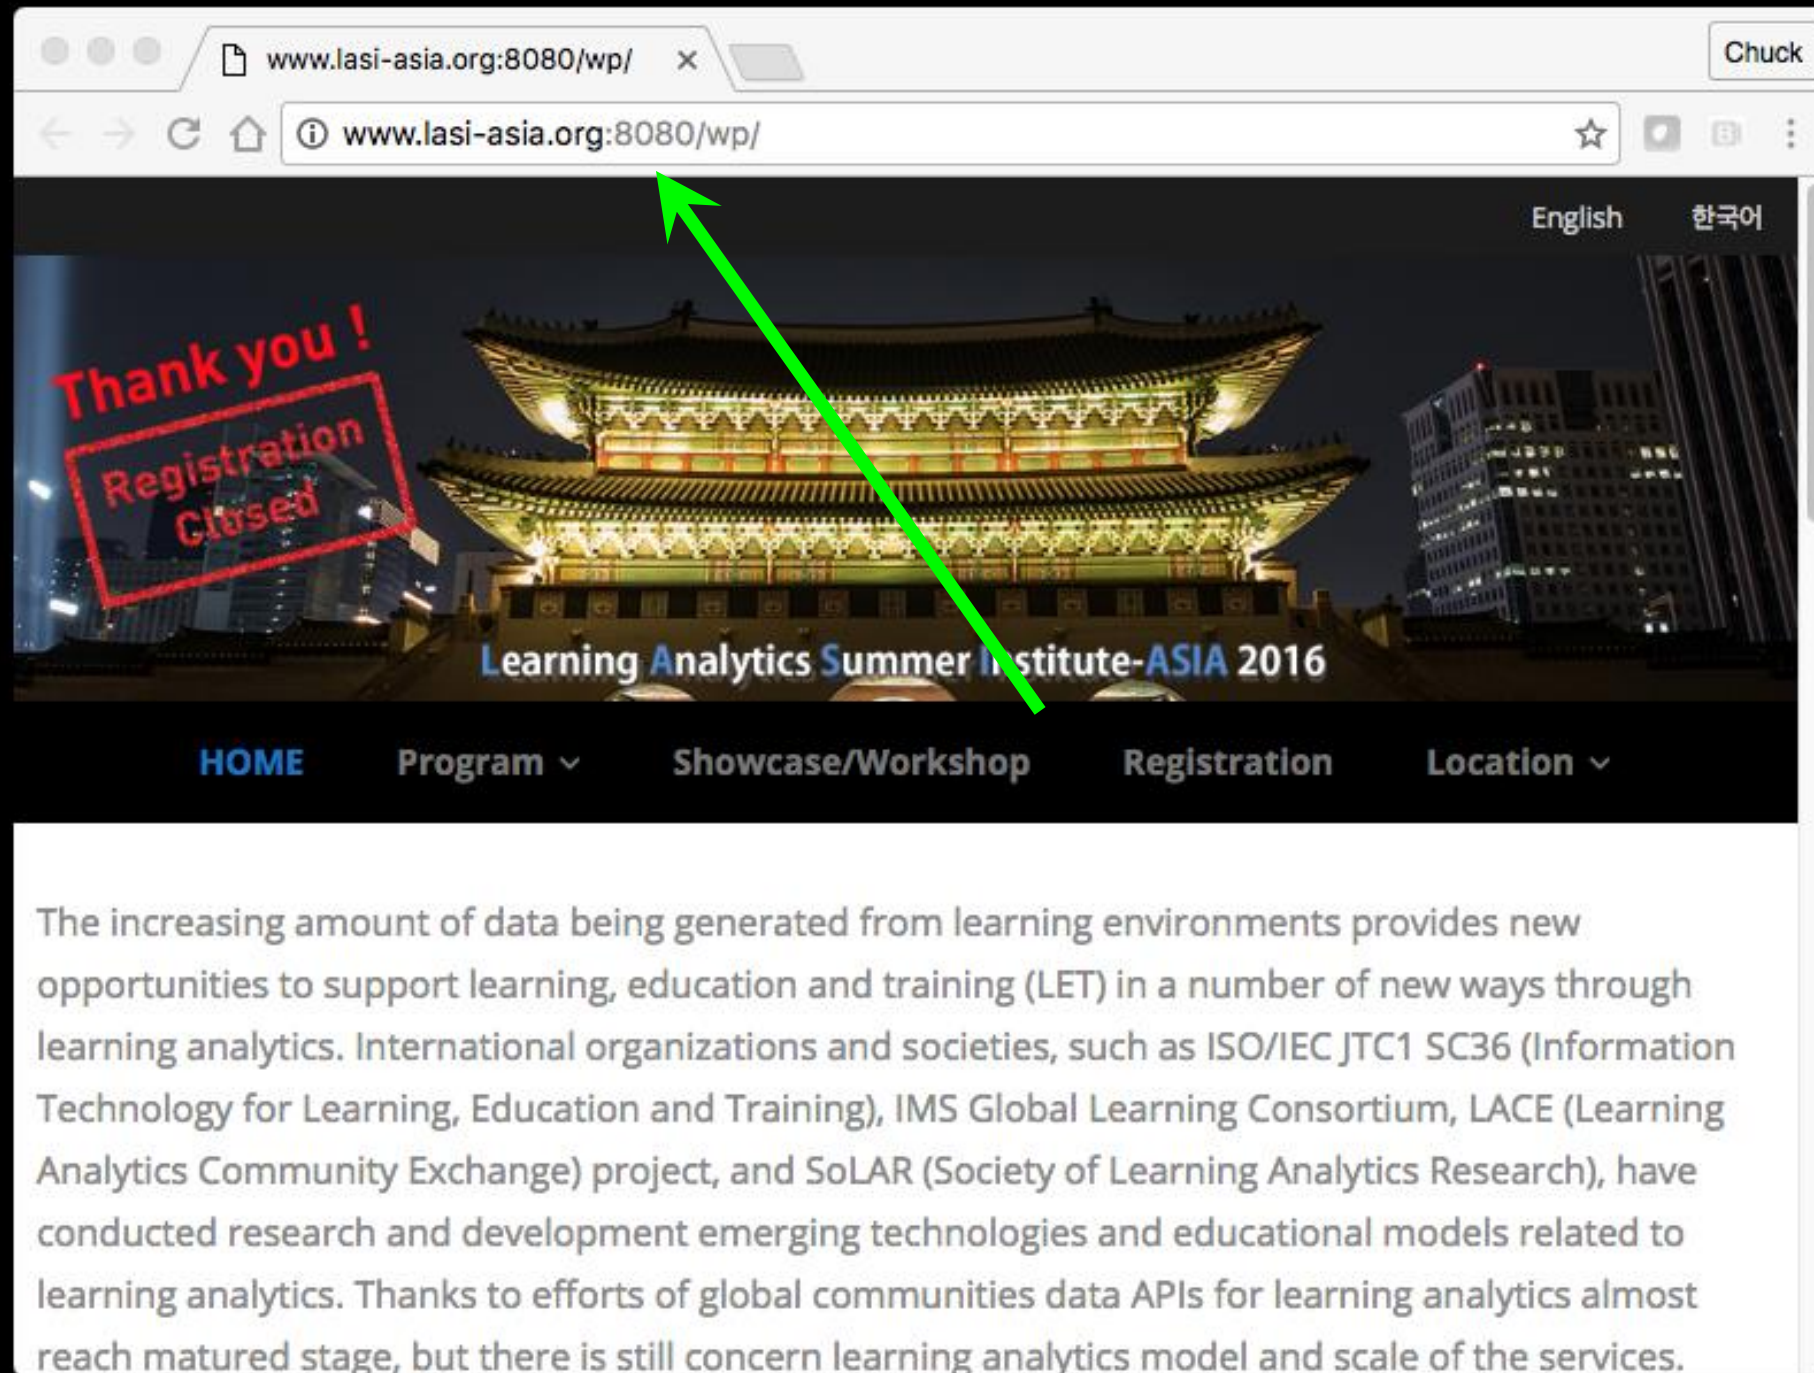 www.lasi-asia.org:8080/wp/
Chuck
www.lasi-asia.org:8080/wp/
English 한국어
Thank you !
Registration
Closed
Learning Analytics Summer Institute-ASIA 2016
HOME Program Showcase/Workshop Registration Location
The increasing amount of data being generated from learning environments provides new
opportunities to support learning, education and training (LET) in a number of new ways through
learning analytics. International organizations and societies, such as ISO/IEC JTC1 SC36 (Information
Technology for Learning, Education and Training), IMS Global Learning Consortium, LACE (Learning
Analytics Community Exchange) project, and SoLAR (Society of Learning Analytics Research), have
conducted research and development emerging technologies and educational models related to
learning analytics. Thanks to efforts of global communities data APIs for learning analytics almost
reach matured stage, but there is still concern learning analytics model and scale of the services.